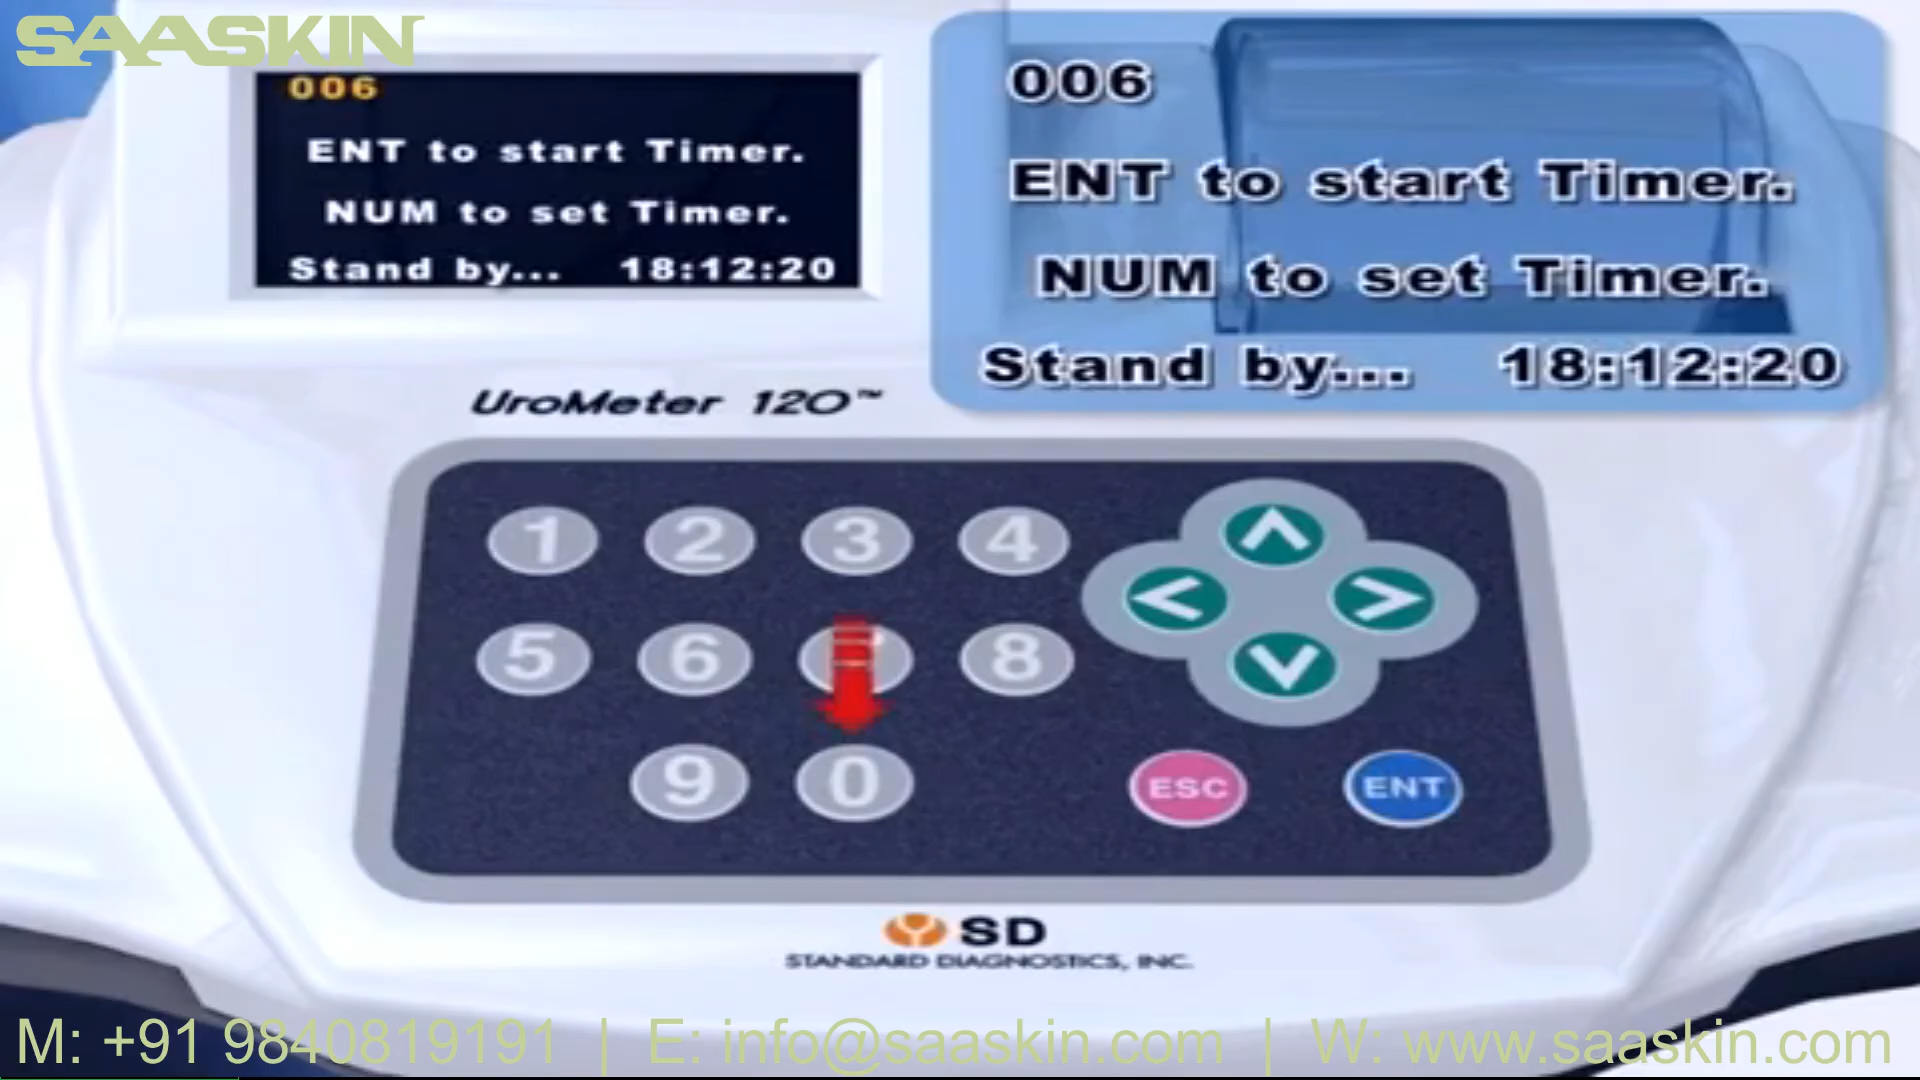 SAASKIN
006
ENT to start Timer.
NUM to set Timer.
Stand by... 18:12:20
006
ENT to start Timer.
NUM to set Timer.
Stand by... 18:12:20
UroMeter 120™
1 2 3 4
5 6 8
9 0
ESC ENT
SD
STANDARD DIAGNOSTICS, INC.
M: +91 9840819191 | E: info@saaskin.com | W: www.saaskin.com